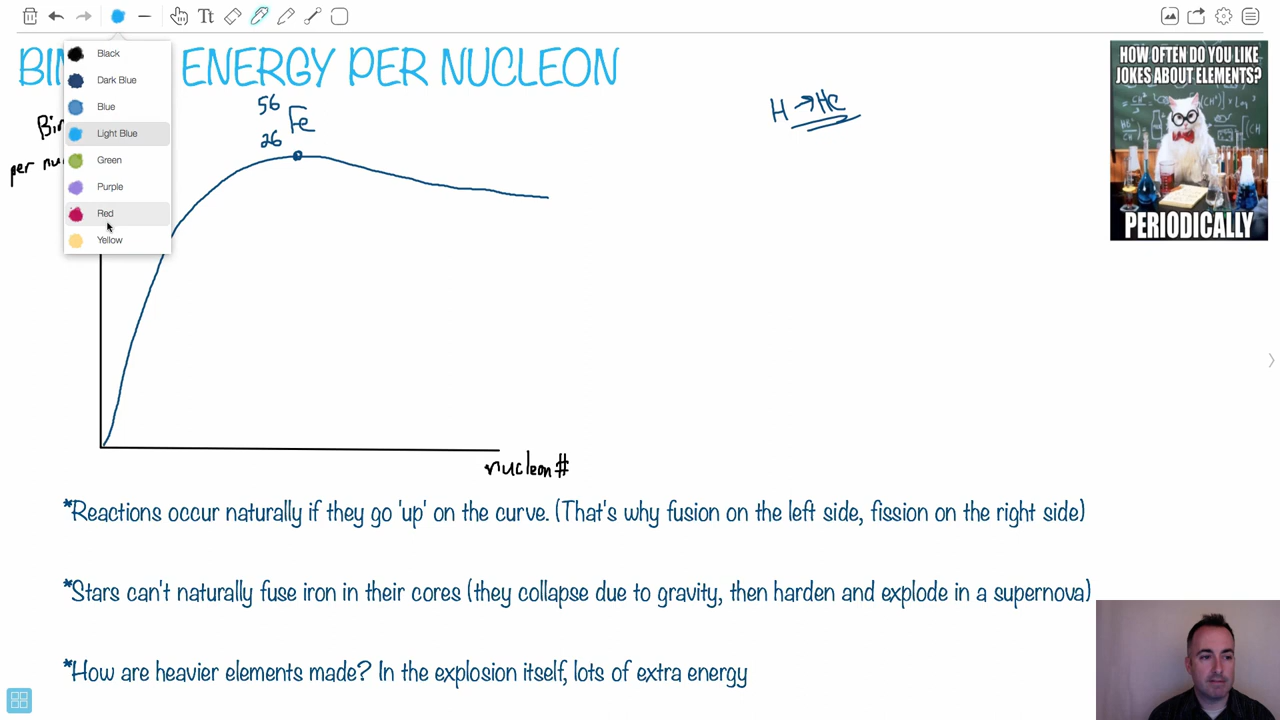 Tt
BIN
ENERGY PER NUCLEON
Black
Dark Blue
Blue
Light Blue
Green
Purple
Red
Yellow
per
56
Fe
26
H → He
HOW OFTEN DO YOU LIKE
JOKES ABOUT ELEMENTS?
PERIODICALLY
nucleon #
*Reactions occur naturally if they go 'up' on the curve. (That's why fusion on the left side, fission on the right side)
*Stars can't naturally fuse iron in their cores (they collapse due to gravity, then harden and explode in a supernova)
*How are heavier elements made? In the explosion itself, lots of extra energy